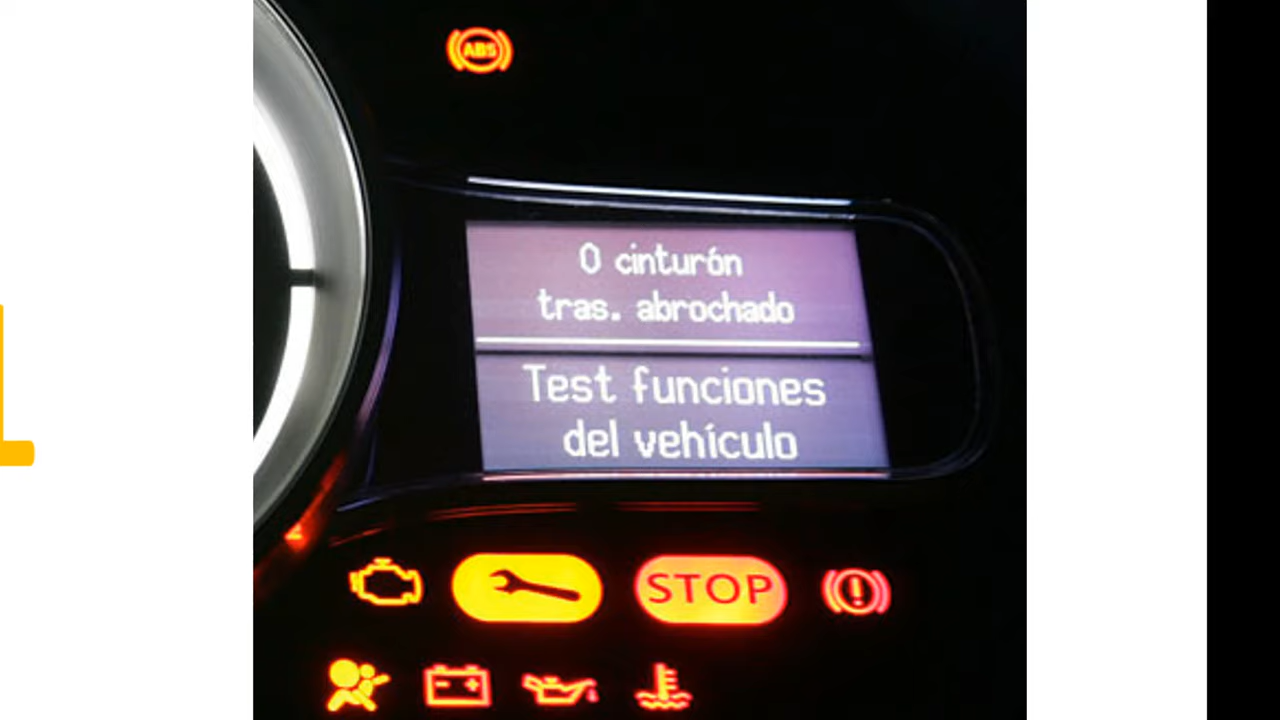 ABS
0 cinturón
tras. abrochado
Test funciones
del vehículo
STOP